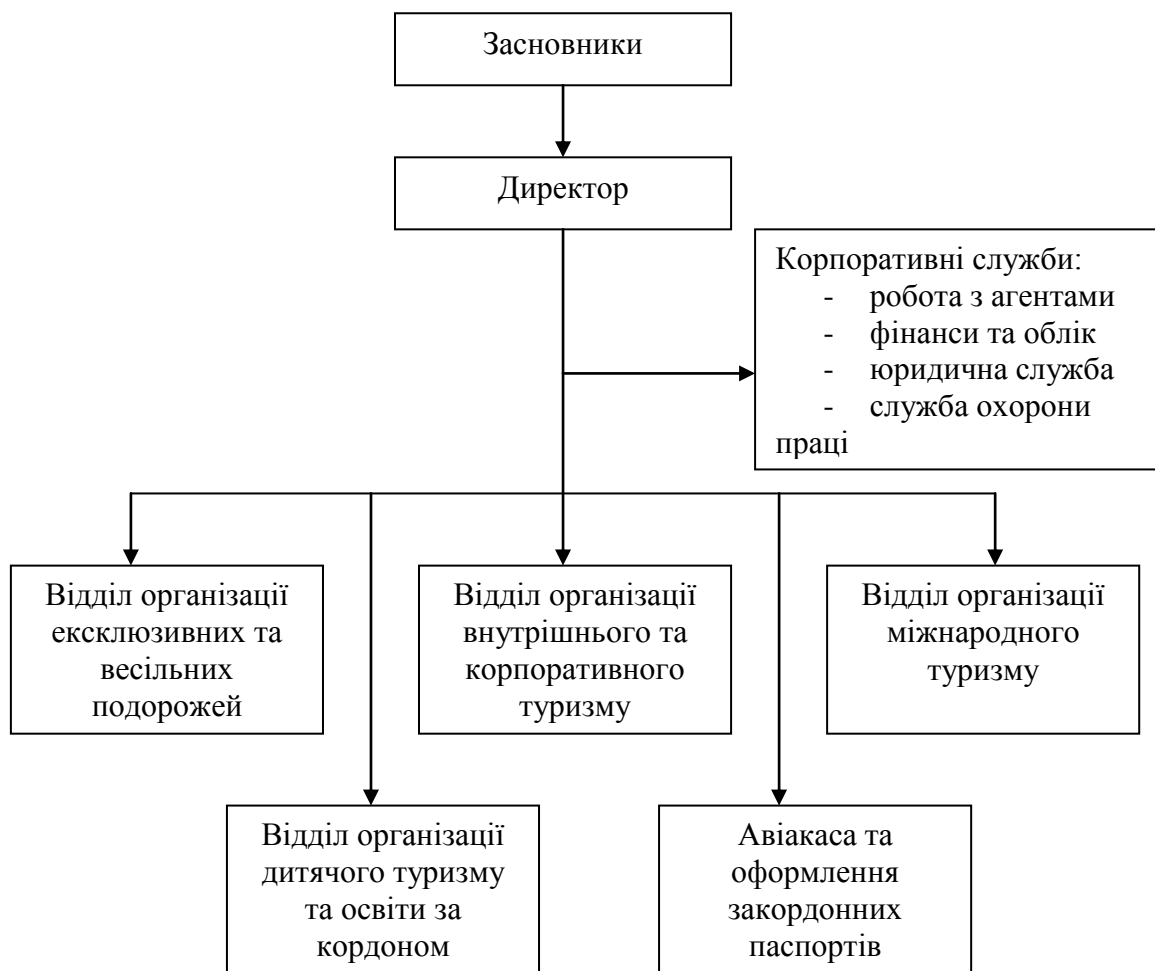 Засновники
Директор
Корпоративні служби:
- робота з агентами
- фінанси та облік
- юридична служба
- служба охорони
праці
Відділ організації
ексклюзивних та
весільних
подорожей
Відділ організації
внутрішнього та
корпоративного
туризму
Відділ організації
міжнародного
туризму
Відділ організації
дитячого туризму
та освіти за
кордоном
Авіакаса та
оформлення
закордонних
паспортів